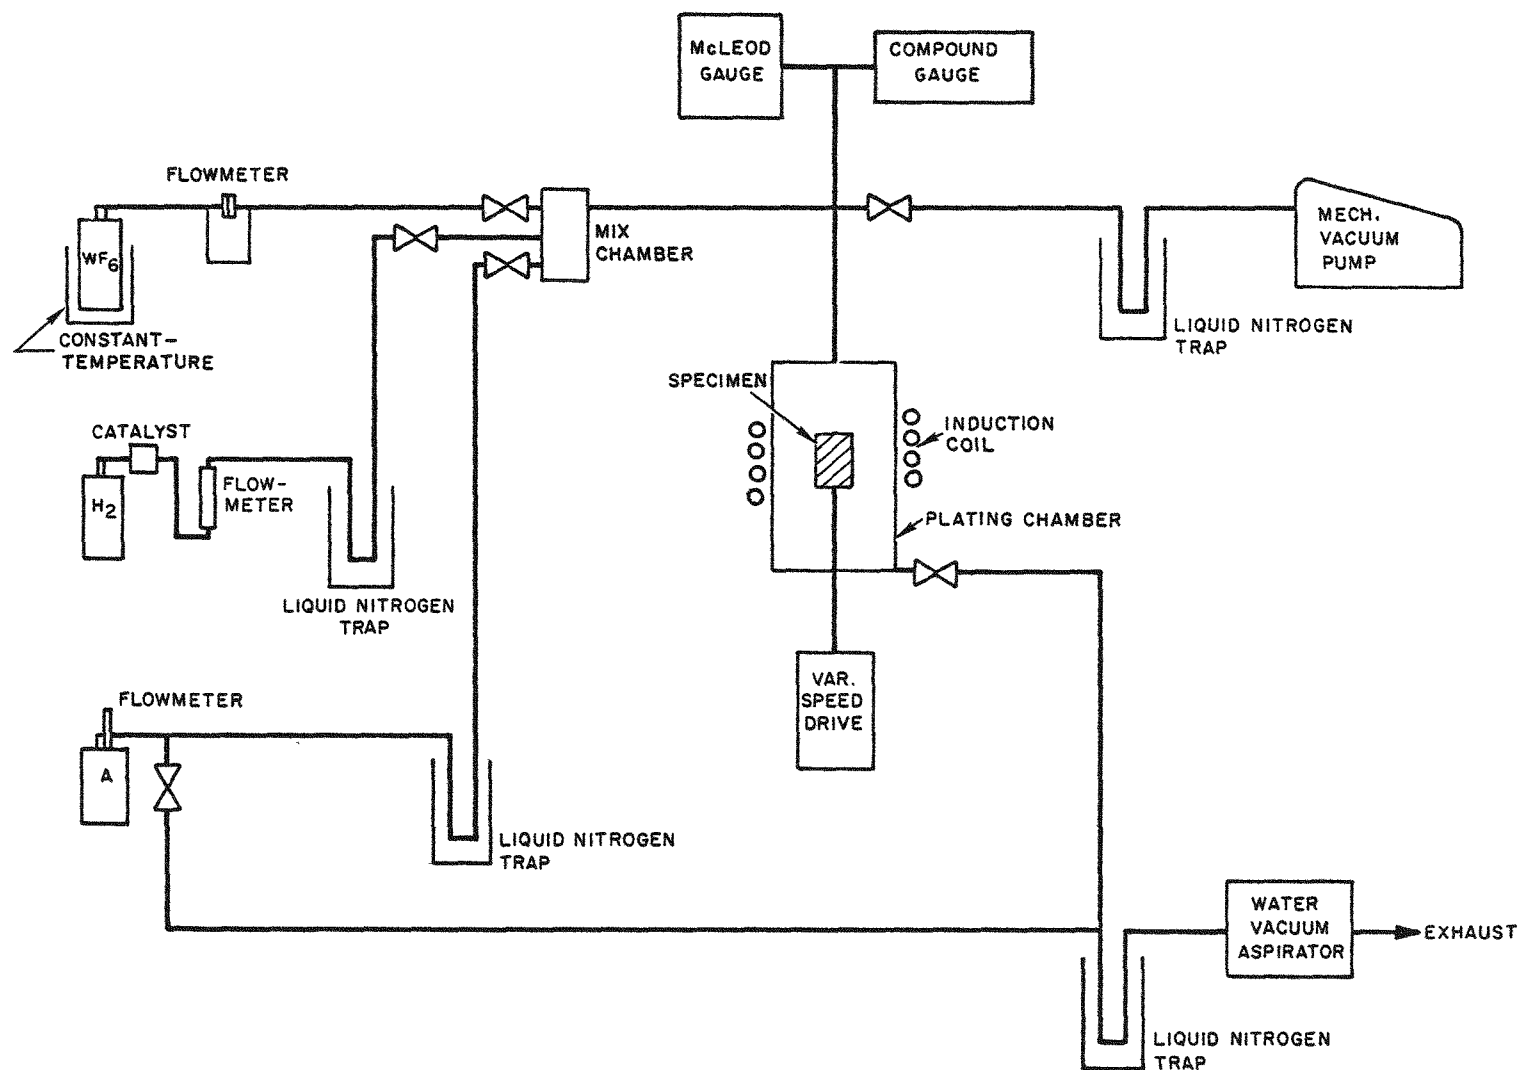 McLEOD
GAUGE
COMPOUND
GAUGE
FLOWMETER
WF6
CONSTANT-
TEMPERATURE
MIX
CHAMBER
MECH.
VACUUM
PUMP
LIQUID NITROGEN
TRAP
SPECIMEN
INDUCTION
COIL
CATALYST
H2
FLOW-
METER
LIQUID NITROGEN
TRAP
PLATING CHAMBER
VAR.
SPEED
DRIVE
FLOWMETER
A
LIQUID NITROGEN
TRAP
WATER
VACUUM
ASPIRATOR
EXHAUST
LIQUID NITROGEN
TRAP